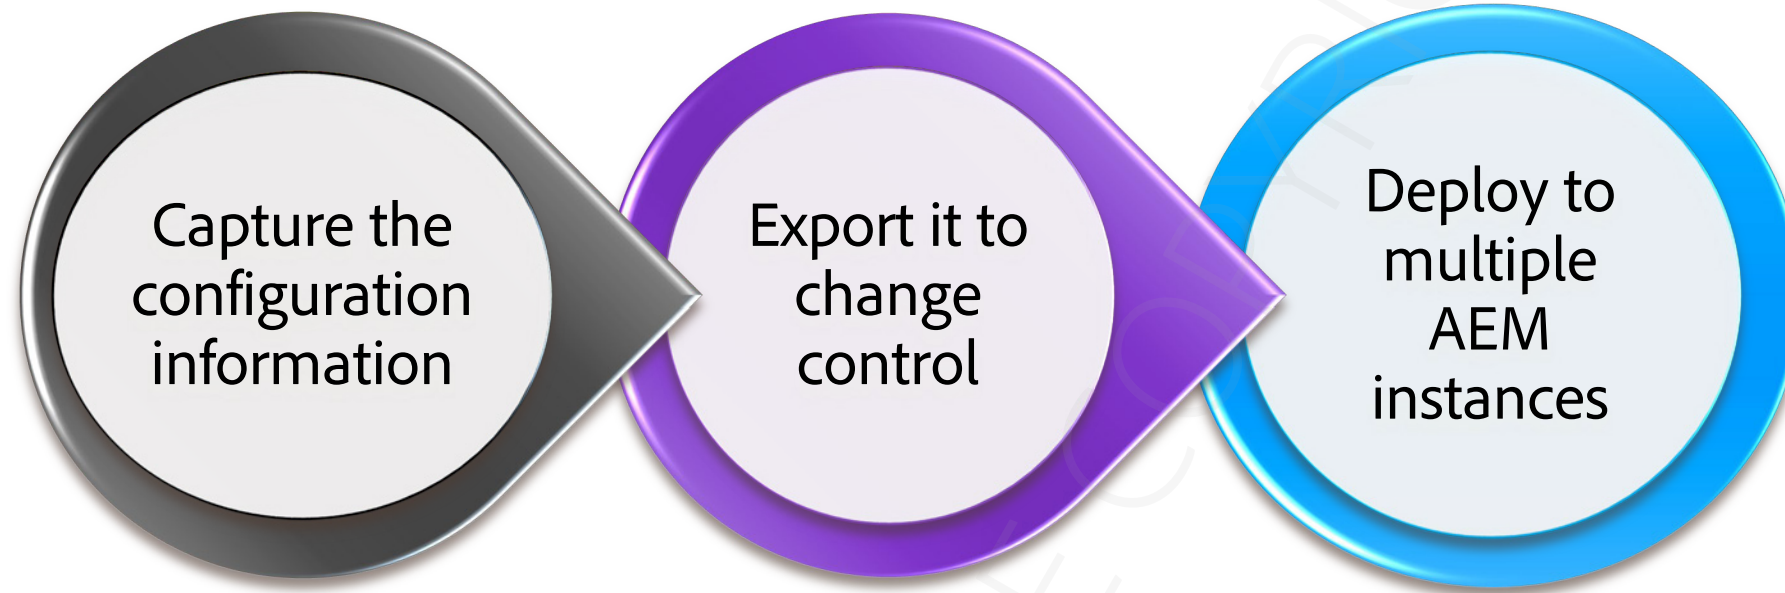 Capture the
configuration
information
Export it to
change
control
Deploy to
multiple
AEM
instances